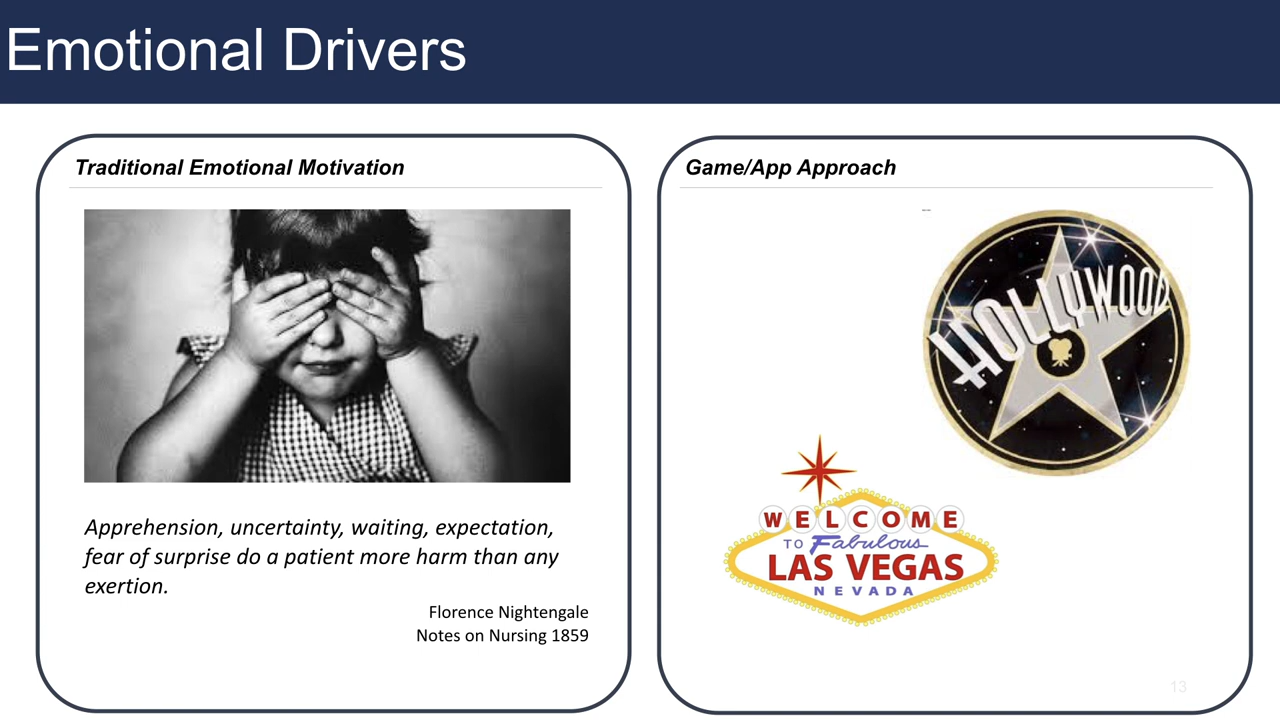 Emotional Drivers
Traditional Emotional Motivation
Apprehension, uncertainty, waiting, expectation,
fear of surprise do a patient more harm than any
exertion.
Florence Nightengale
Notes on Nursing 1859
Game/App Approach
HOLLYWOOD
WELCOME
TO Fabulous
LAS VEGAS
NEVADA
13